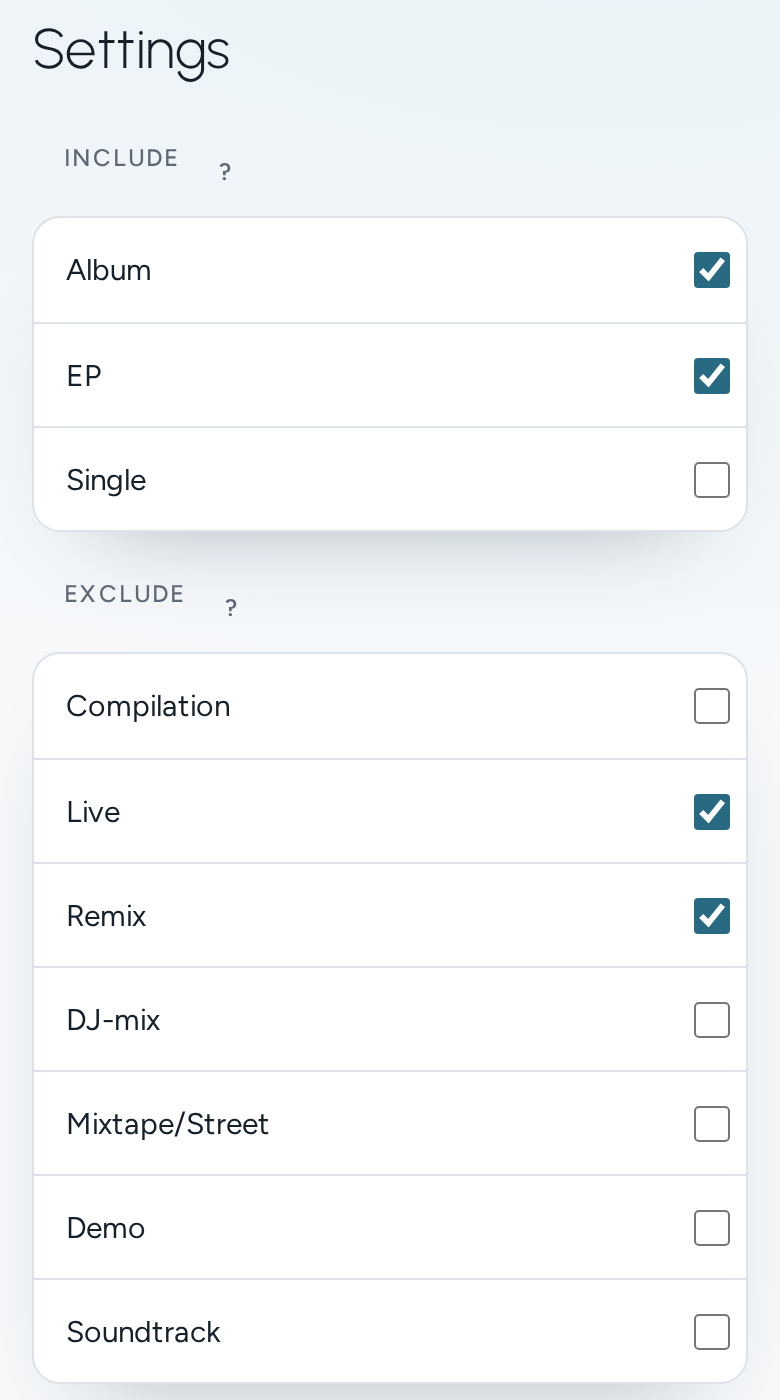 Settings
INCLUDE ?
Album
EP
Single
EXCLUDE ?
Compilation
Live
Remix
DJ-mix
Mixtape/Street
Demo
Soundtrack